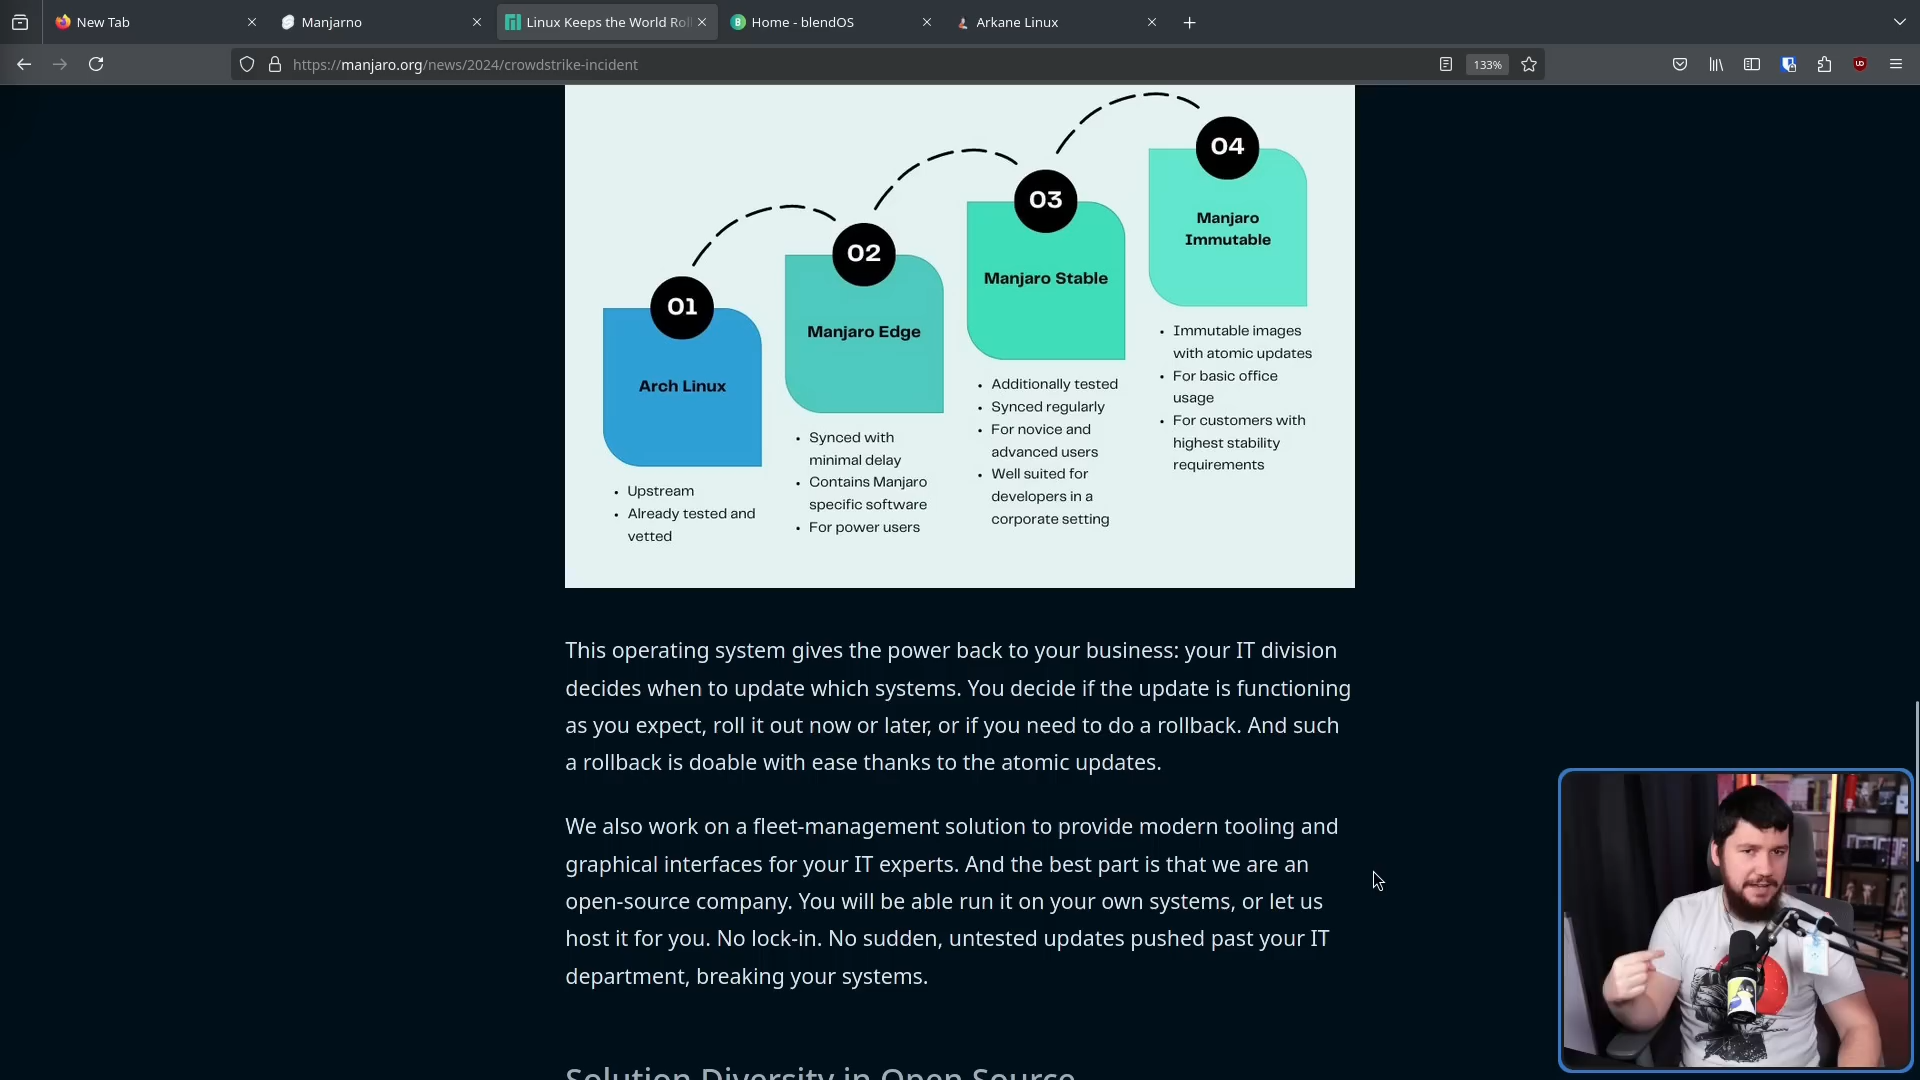 New Tab
Manjarno
Linux Keeps the World Roll
Home - blendOS
Arkane Linux
https://manjaro.org/news/2024/crowdstrike-incident
133%
04
Manjaro
Immutable
• Immutable images
with atomic updates
• For basic office
usage
• For customers with
highest stability
requirements
03
Manjaro Stable
• Additionally tested
• Synced regularly
• For novice and
advanced users
• Well suited for
developers in a
corporate setting
02
Manjaro Edge
• Synced with
minimal delay
• Contains Manjaro
specific software
• For power users
01
Arch Linux
• Upstream
• Already tested and
vetted
This operating system gives the power back to your business: your IT division
decides when to update which systems. You decide if the update is functioning
as you expect, roll it out now or later, or if you need to do a rollback. And such
a rollback is doable with ease thanks to the atomic updates.
We also work on a fleet-management solution to provide modern tooling and
graphical interfaces for your IT experts. And the best part is that we are an
open-source company. You will be able run it on your own systems, or let us
host it for you. No lock-in. No sudden, untested updates pushed past your IT
department, breaking your systems.
Solution Diversity in Open Source